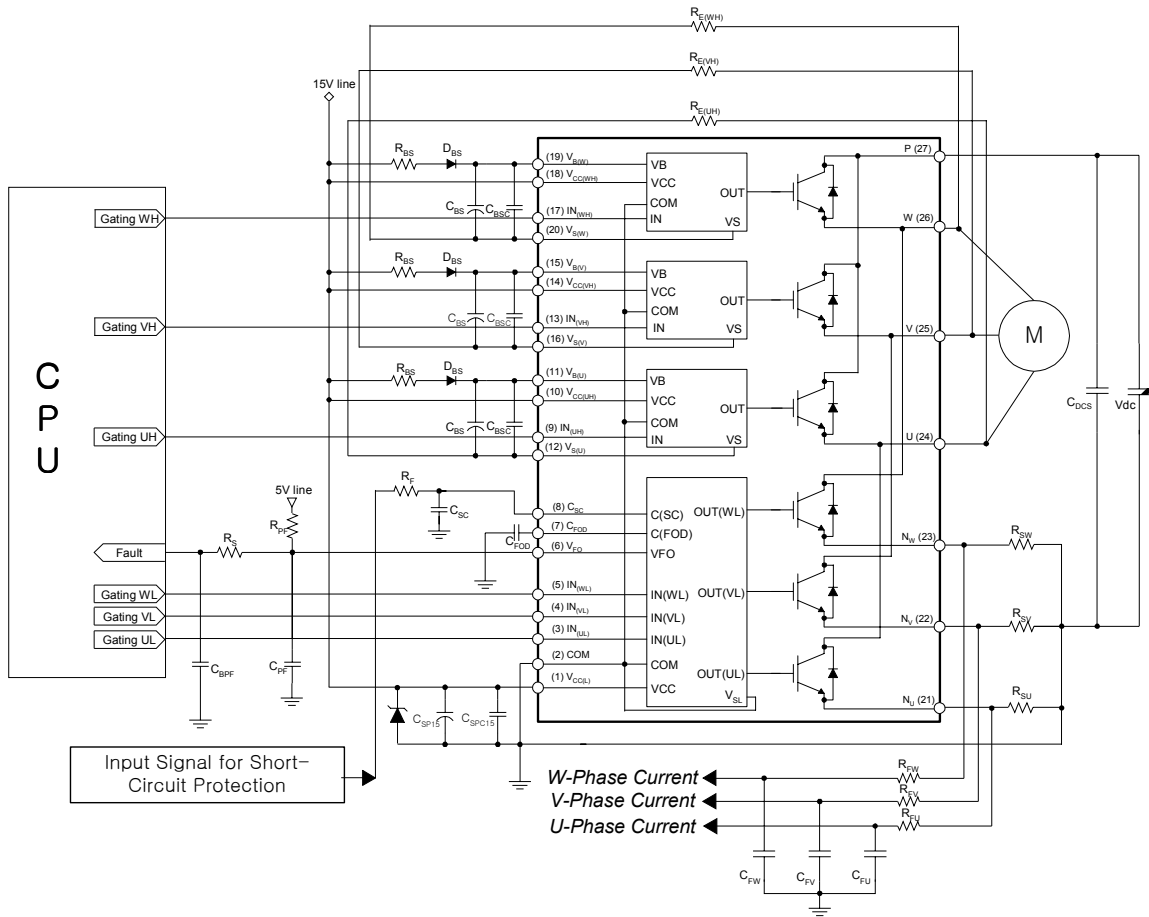 R_E(WH)
R_E(VH)
15V line
R_E(UH)
P (27)
R_BS
D_BS
(19) V_B(W)
VB
(18) V_CC(WH)
VCC
OUT
COM
C_BS
C_BSC
Gating WH
(17) IN_(WH)
IN
VS
W (26)
(20) V_S(W)
R_BS
D_BS
(15) V_B(V)
VB
(14) V_CC(VH)
VCC
OUT
COM
C_BS
C_BSC
Gating VH
(13) IN_(VH)
IN
VS
V (25)
(16) V_S(V)
M
CPU
R_BS
D_BS
(11) V_B(U)
VB
(10) V_CC(UH)
VCC
OUT
COM
C_BS
C_BSC
C_DCS
Vdc
Gating UH
(9) IN_(UH)
IN
VS
U (24)
(12) V_S(U)
R_F
5V line
C_SC
(8) C_SC
C(SC)
OUT(WL)
R_PF
(7) C_FOD
C(FOD)
C_FOD
Fault
R_S
(6) V_FO
VFO
N_W (23)
R_SW
Gating WL
(5) IN_(WL)
IN(WL)
OUT(VL)
Gating VL
(4) IN_(VL)
IN(VL)
N_V (22)
R_SV
Gating UL
(3) IN_(UL)
IN(UL)
(2) COM
COM
OUT(UL)
C_BPF
C_PF
(1) V_CC(L)
VCC
V_SL
N_U (21)
R_SU
C_SP15
C_SPC15
Input Signal for Short-
Circuit Protection
W-Phase Current
R_FW
V-Phase Current
R_FV
U-Phase Current
R_FU
C_FW
C_FV
C_FU